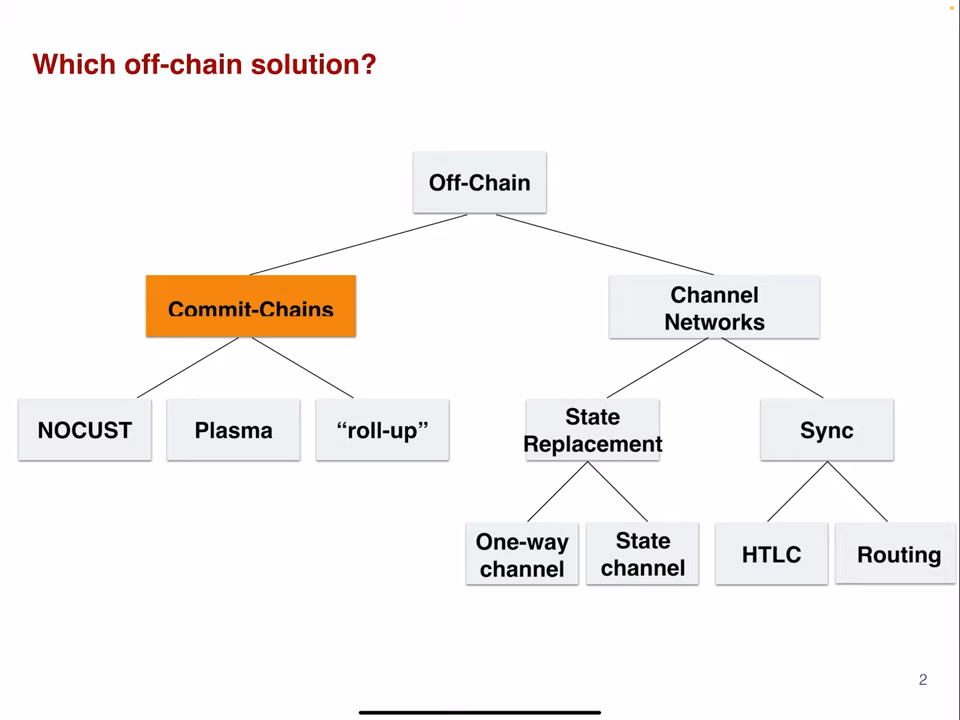 Which off-chain solution?
Off-Chain
Commit-Chains
Channel
Networks
NOCUST
Plasma
“roll-up”
State
Replacement
Sync
One-way
channel
State
channel
HTLC
Routing
2